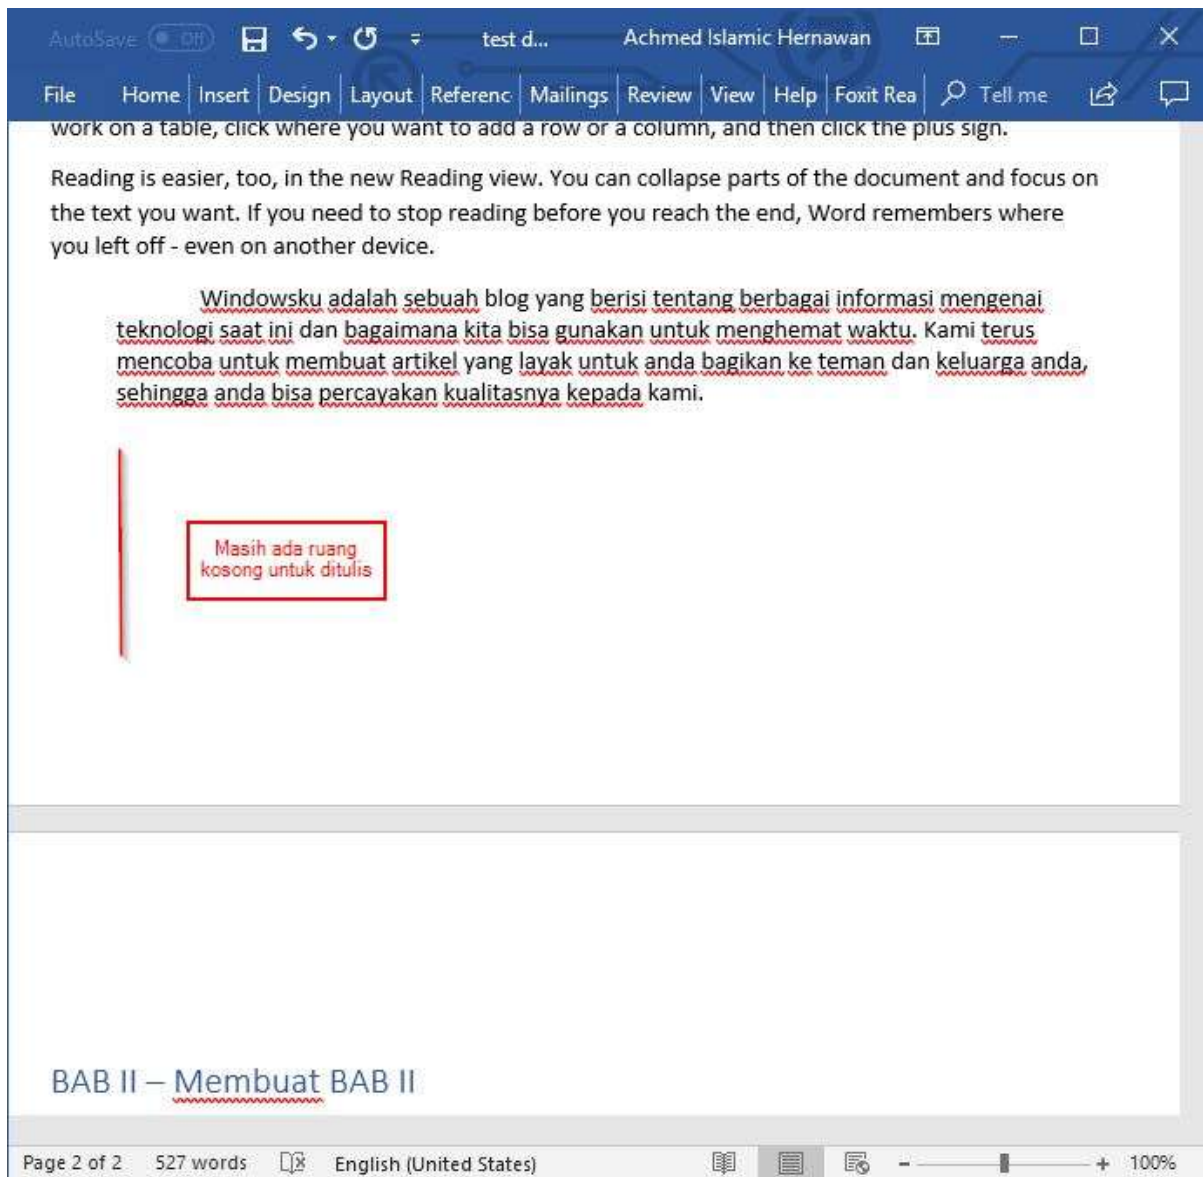 AutoSave Off test d... Achmed Islamic Hernawan
File Home Insert Design Layout Referenc Mailings Review View Help Foxit Rea Tell me
work on a table, click where you want to add a row or a column, and then click the plus sign.
Reading is easier, too, in the new Reading view. You can collapse parts of the document and focus on
the text you want. If you need to stop reading before you reach the end, Word remembers where
you left off - even on another device.
Windowsku adalah sebuah blog yang berisi tentang berbagai informasi mengenai
teknologi saat ini dan bagaimana kita bisa gunakan untuk menghemat waktu. Kami terus
mencoba untuk membuat artikel yang layak untuk anda bagikan ke teman dan keluarga anda,
sehingga anda bisa percayakan kualitasnya kepada kami.
Masih ada ruang
kosong untuk ditulis
BAB II – Membuat BAB II
Page 2 of 2 527 words English (United States) 100%